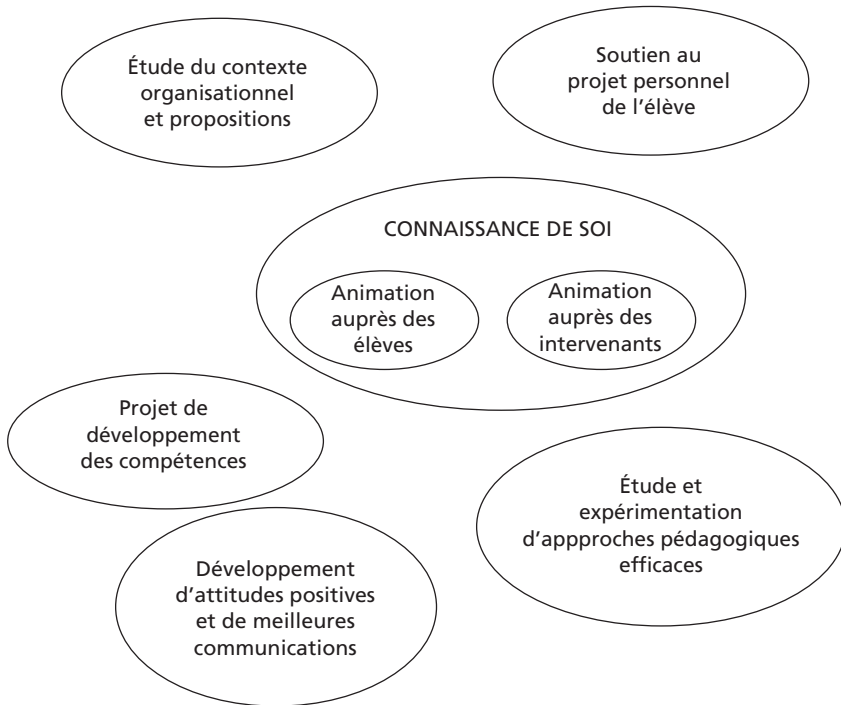 Étude du contexte
organisationnel
et propositions
Soutien au
projet personnel
de l'élève
CONNAISSANCE DE SOI
Animation
auprès des
élèves
Animation
auprès des
intervenants
Projet de
développement
des compétences
Étude et
expérimentation
d'appproches pédagogiques
efficaces
Développement
d'attitudes positives
et de meilleures
communications